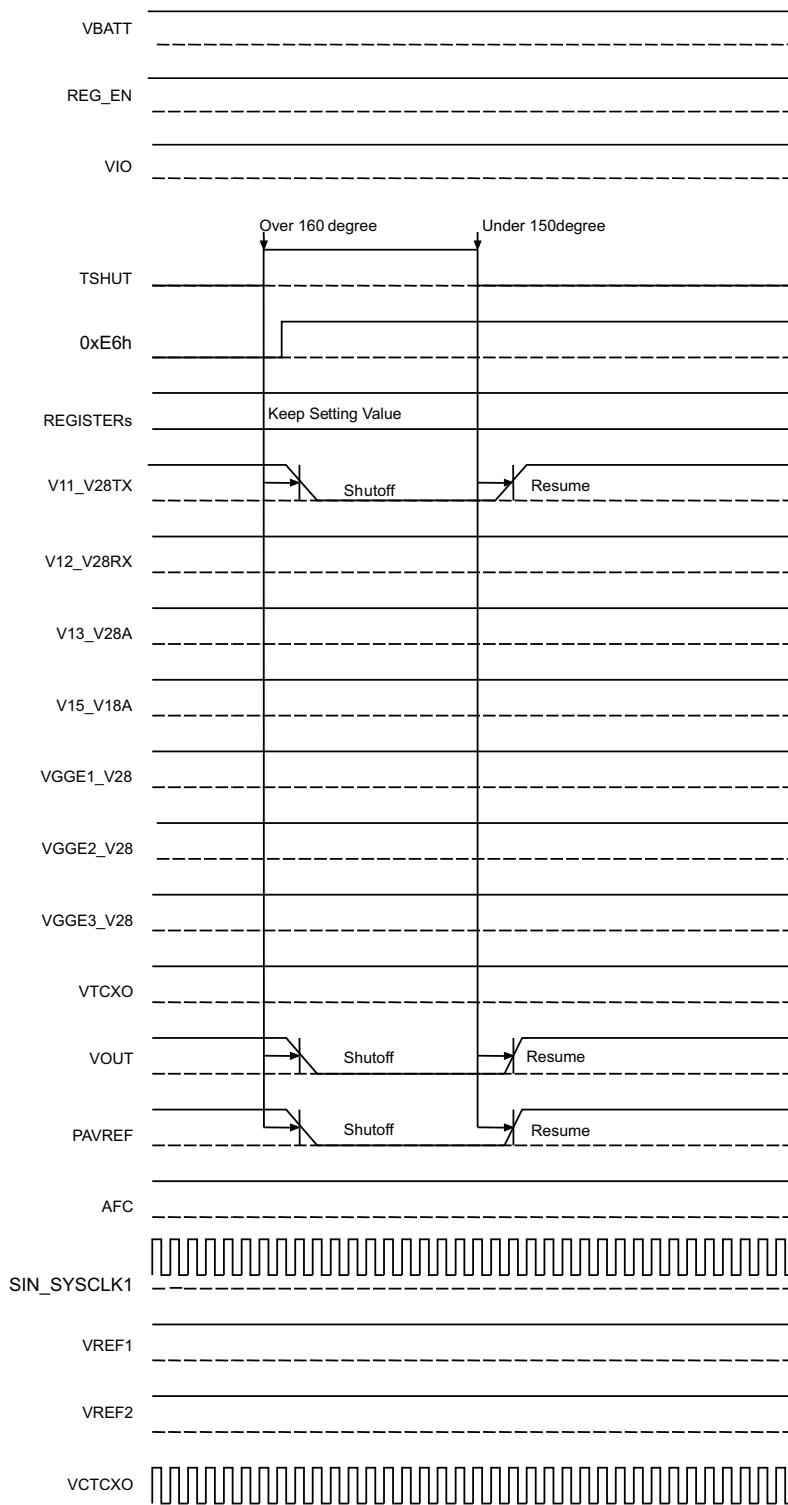 VBATT
REG_EN
VIO
Over 160 degree
Under 150degree
TSHUT
0xE6h
REGISTERs
Keep Setting Value
V11_V28TX
Shutoff
Resume
V12_V28RX
V13_V28A
V15_V18A
VGGE1_V28
VGGE2_V28
VGGE3_V28
VTCXO
VOUT
Shutoff
Resume
PAVREF
Shutoff
Resume
AFC
SIN_SYSCLK1
VREF1
VREF2
VCTCXO